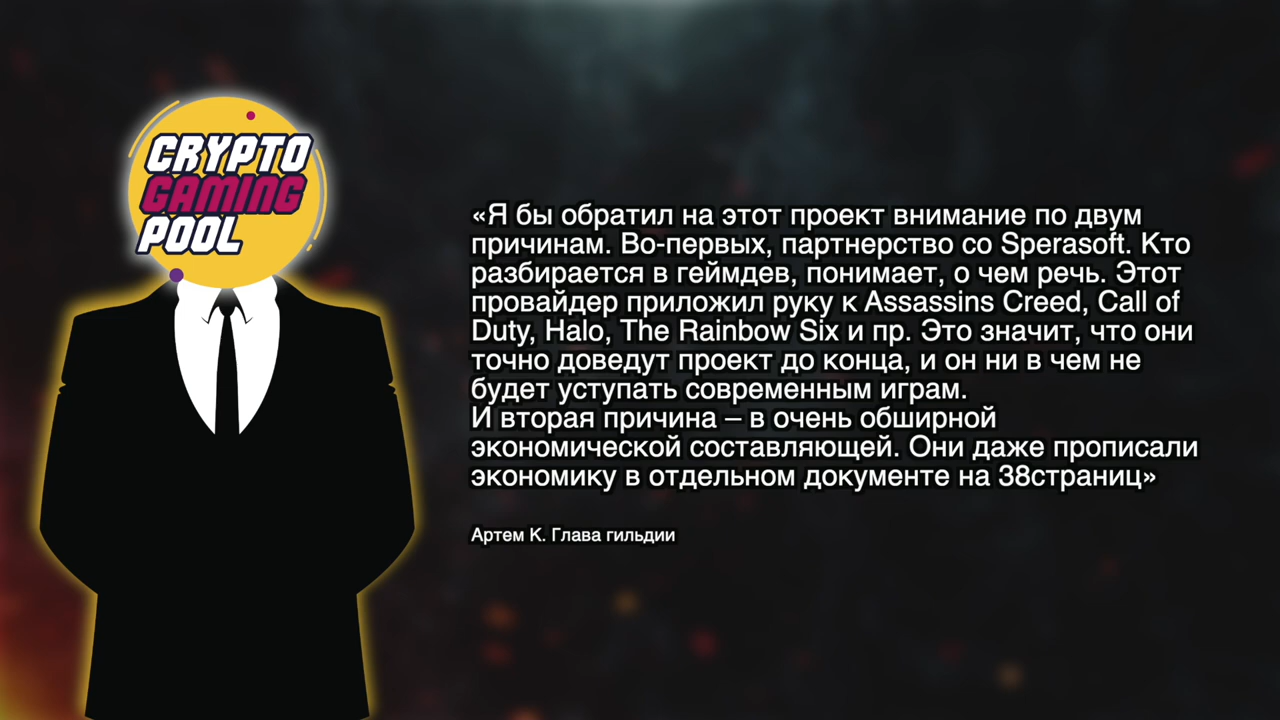 CRYPTO
GAMING
POOL
«Я бы обратил на этот проект внимание по двум
причинам. Во-первых, партнерство со Sperasoft. Кто
разбирается в геймдев, понимает, о чем речь. Этот
провайдер приложил руку к Assassins Creed, Call of
Duty, Halo, The Rainbow Six и пр. Это значит, что они
точно доведут проект до конца, и он ни в чем не
будет уступать современным играм.
И вторая причина – в очень обширной
экономической составляющей. Они даже прописали
экономику в отдельном документе на 38страниц»
Артем К. Глава гильдии